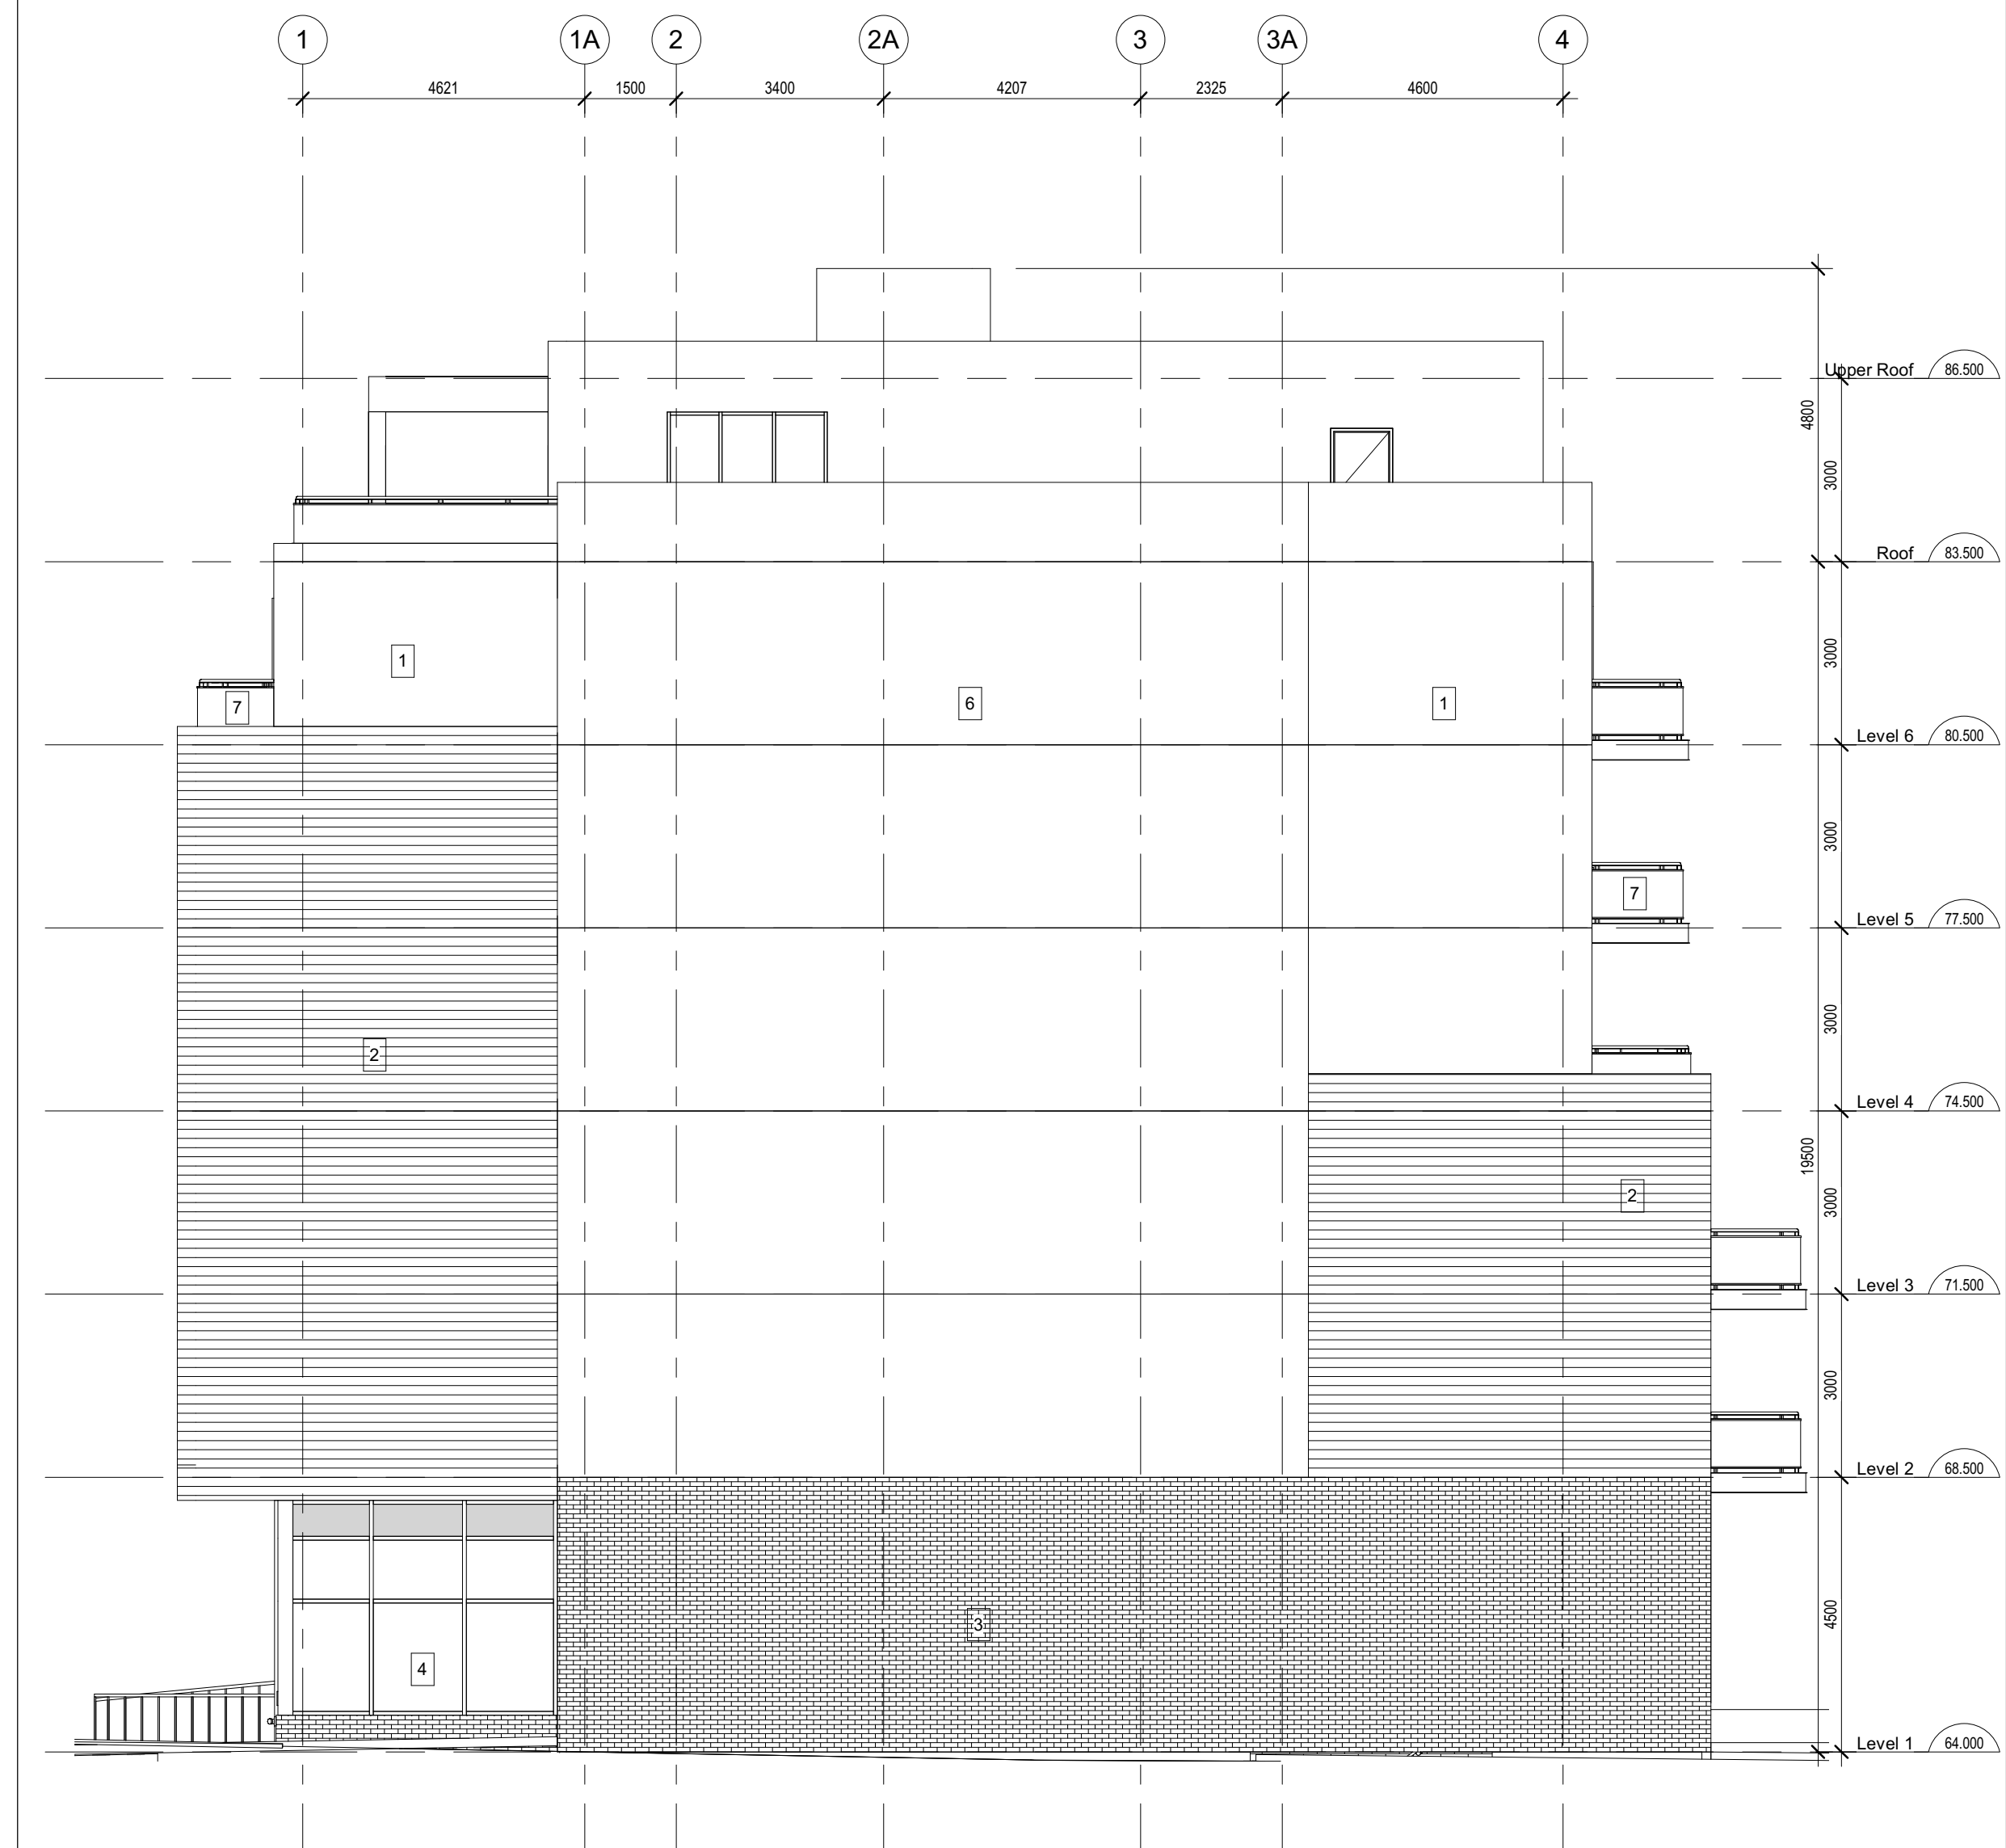 1 1A 2 2A 3 3A 4
4621 1500 3400 4207 2325 4600
Upper Roof 86.500
4800
3000
Roof 83.500
1
3000
7 6 1
Level 6 80.500
3000
7
Level 5 77.500
3000
2
Level 4 74.500
19500
2 3000
Level 3 71.500
3000
Level 2 68.500
3 4500
4
Level 1 64.000